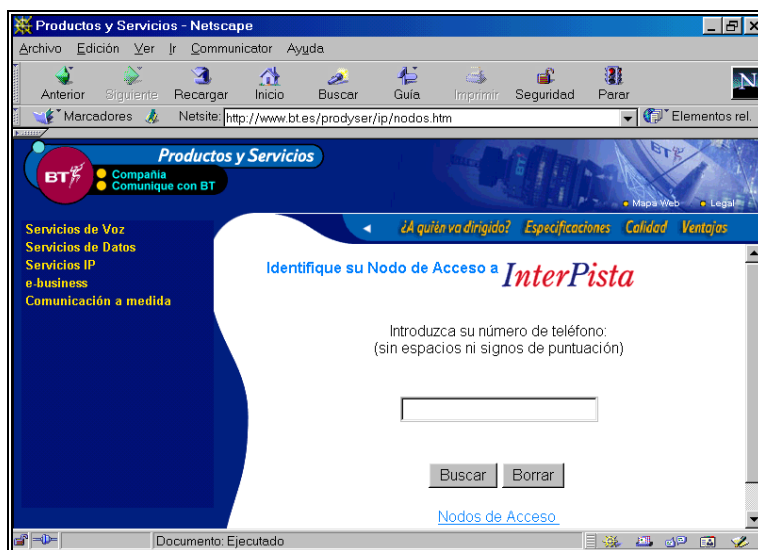 Productos y Servicios - Netscape
Archivo Edición Ver Ir Communicator Ayuda
Anterior Siguiente Recargar Inicio Buscar Guía Imprimir Seguridad Parar
N
Marcadores Netsite: http://www.bt.es/prodyser/ip/nodos.htm Elementos rel.
Productos y Servicios
BT
Compañia
Comunique con BT
BT
Mapa Web Legal
¿A quién va dirigido? Especificaciones Calidad Ventajas
Servicios de Voz
Servicios de Datos
Servicios IP
e-business
Comunicación a medida
Identifique su Nodo de Acceso a InterPista
Introduzca su número de teléfono:
(sin espacios ni signos de puntuación)
Buscar Borrar
Nodos de Acceso
Documento: Ejecutado